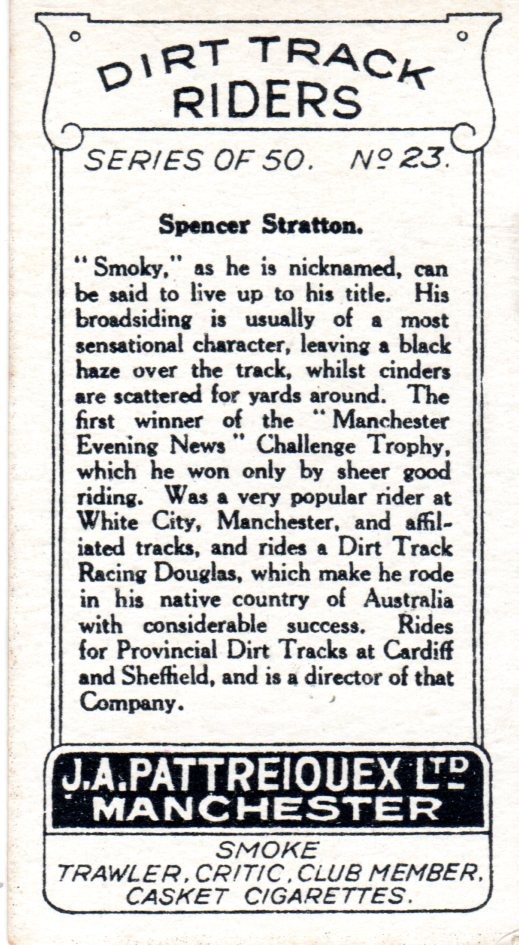 DIRT TRACK
RIDERS
SERIES OF 50. Nº 23.
Spencer Stratton.
"Smoky," as he is nicknamed, can
be said to live up to his title. His
broadsiding is usually of a most
sensational character, leaving a black
haze over the track, whilst cinders
are scattered for yards around. The
first winner of the "Manchester
Evening News" Challenge Trophy,
which he won only by sheer good
riding. Was a very popular rider at
White City, Manchester, and affil-
iated tracks, and rides a Dirt Track
Racing Douglas, which make he rode
in his native country of Australia
with considerable success. Rides
for Provincial Dirt Tracks at Cardiff
and Sheffield, and is a director of that
Company.
J.A.PATTREIOUEX LTD
MANCHESTER
SMOKE
TRAWLER, CRITIC, CLUB MEMBER,
CASKET CIGARETTES.